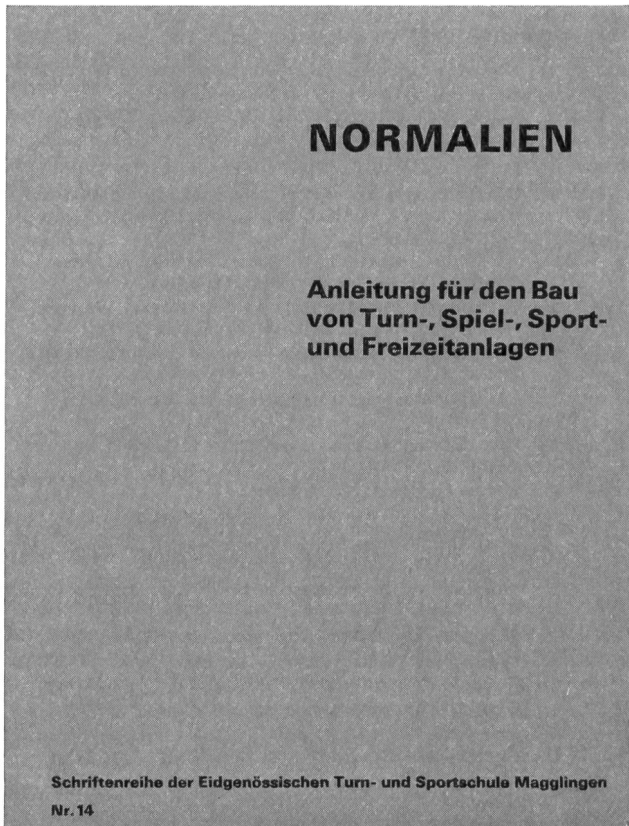 NORMALIEN
Anleitung für den Bau
von Turn-, Spiel-, Sport-
und Freizeitanlagen
Schriftenreihe der Eidgenössischen Turn- und Sportschule Magglingen
Nr. 14